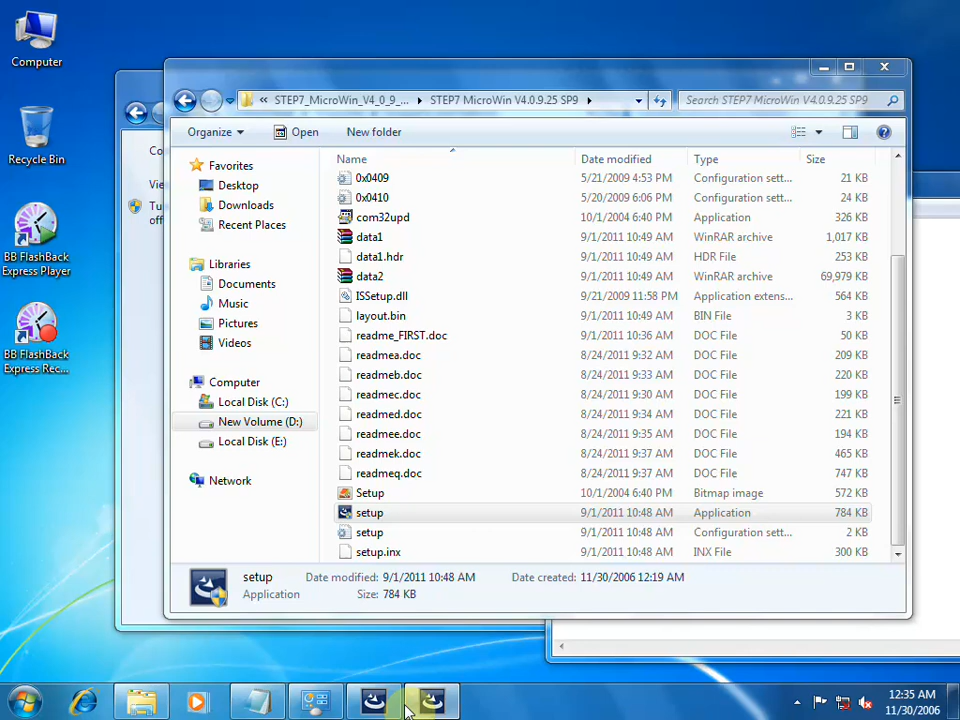 Computer
Recycle Bin
BB FlashBack
Express Player
BB FlashBack
Express Rec...
« STEP7_MicroWin_V4_0_9_... ▸ STEP7 MicroWin V4.0.9.25 SP9 ▸
Search STEP7 MicroWin V4.0.9.25 SP9
Organize
Open
New folder
Co
Vie
Tu
off
Favorites
Desktop
Downloads
Recent Places
Libraries
Documents
Music
Pictures
Videos
Computer
Local Disk (C:)
New Volume (D:)
Local Disk (E:)
Network
Name Date modified Type Size
0x0409 5/21/2009 4:53 PM Configuration sett... 21 KB
0x0410 5/20/2009 6:06 PM Configuration sett... 24 KB
com32upd 10/1/2004 6:40 PM Application 326 KB
data1 9/1/2011 10:49 AM WinRAR archive 1,017 KB
data1.hdr 9/1/2011 10:49 AM HDR File 253 KB
data2 9/1/2011 10:49 AM WinRAR archive 69,979 KB
ISSetup.dll 9/21/2009 11:58 PM Application extens... 564 KB
layout.bin 9/1/2011 10:49 AM BIN File 3 KB
readme_FIRST.doc 9/1/2011 10:36 AM DOC File 50 KB
readmea.doc 8/24/2011 9:32 AM DOC File 209 KB
readmeb.doc 8/24/2011 9:33 AM DOC File 220 KB
readmec.doc 8/24/2011 9:30 AM DOC File 199 KB
readmed.doc 8/24/2011 9:34 AM DOC File 221 KB
readmee.doc 8/24/2011 9:35 AM DOC File 194 KB
readmek.doc 8/24/2011 9:37 AM DOC File 465 KB
readmeq.doc 8/24/2011 9:37 AM DOC File 747 KB
Setup 10/1/2004 6:40 PM Bitmap image 572 KB
setup 9/1/2011 10:48 AM Application 784 KB
setup 9/1/2011 10:48 AM Configuration sett... 2 KB
setup.inx 9/1/2011 10:48 AM INX File 300 KB
setup Date modified: 9/1/2011 10:48 AM Date created: 11/30/2006 12:19 AM
Application Size: 784 KB
12:35 AM
11/30/2006